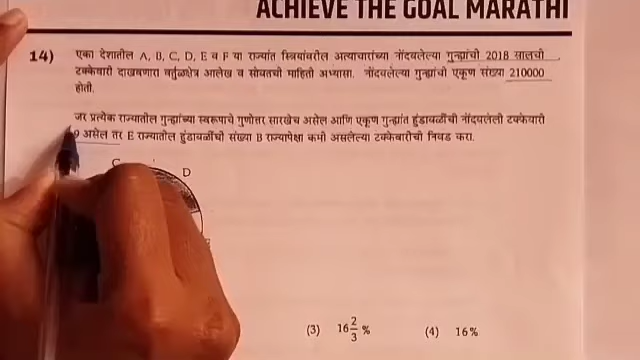 ACHIEVE THE GOAL MARATHI
14) एका देशातील A, B, C, D, E व F या राज्यांत स्त्रियांवरील अत्याचारांच्या नोंदवलेल्या गुन्ह्यांची 2018 सालची
टक्केवारी दाखवणारा वर्तुळक्षेत्र आलेख व सोबतची माहिती अभ्यासा. नोंदवलेल्या गुन्ह्यांची एकूण संख्या 210000
होती.
जर प्रत्येक राज्यातील गुन्ह्यांच्या स्वरूपाचे गुणोत्तर सारखेच असेल आणि एकूण गुन्ह्यांत हुंडाबळींची नोंदवलेली टक्केवारी
9 असेल तर E राज्यातील हुंडाबळींची संख्या B राज्यापेक्षा कमी असलेल्या टक्केवारीची निवड करा.
C D
(3) 16 2/3 % (4) 16%